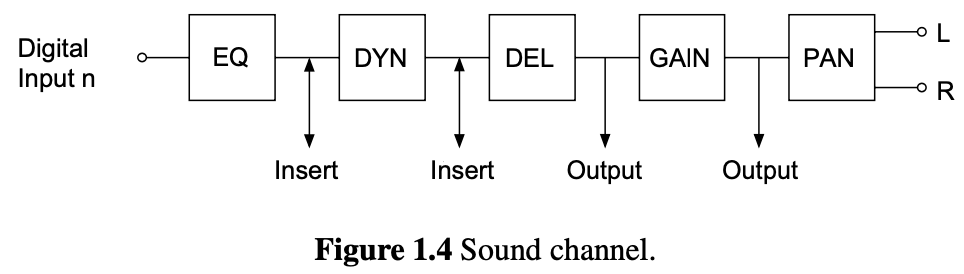 Digital
Input n
EQ
DYN
DEL
GAIN
PAN
L
R
Insert
Insert
Output
Output
Figure 1.4 Sound channel.